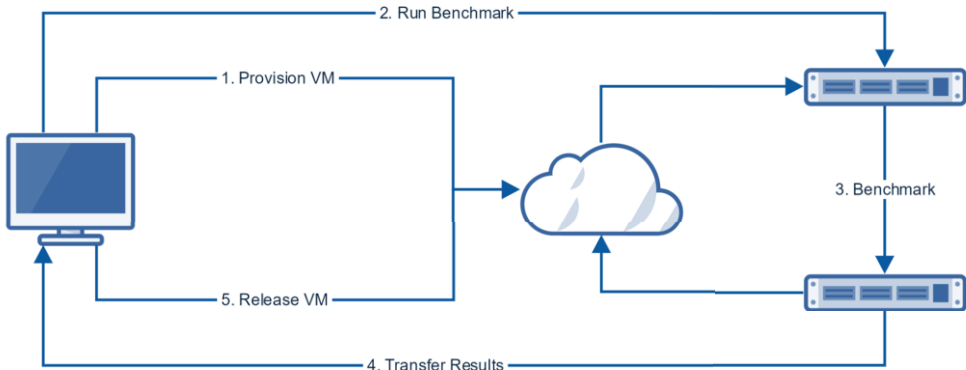 2. Run Benchmark
1. Provision VM
3. Benchmark
5. Release VM
4. Transfer Results